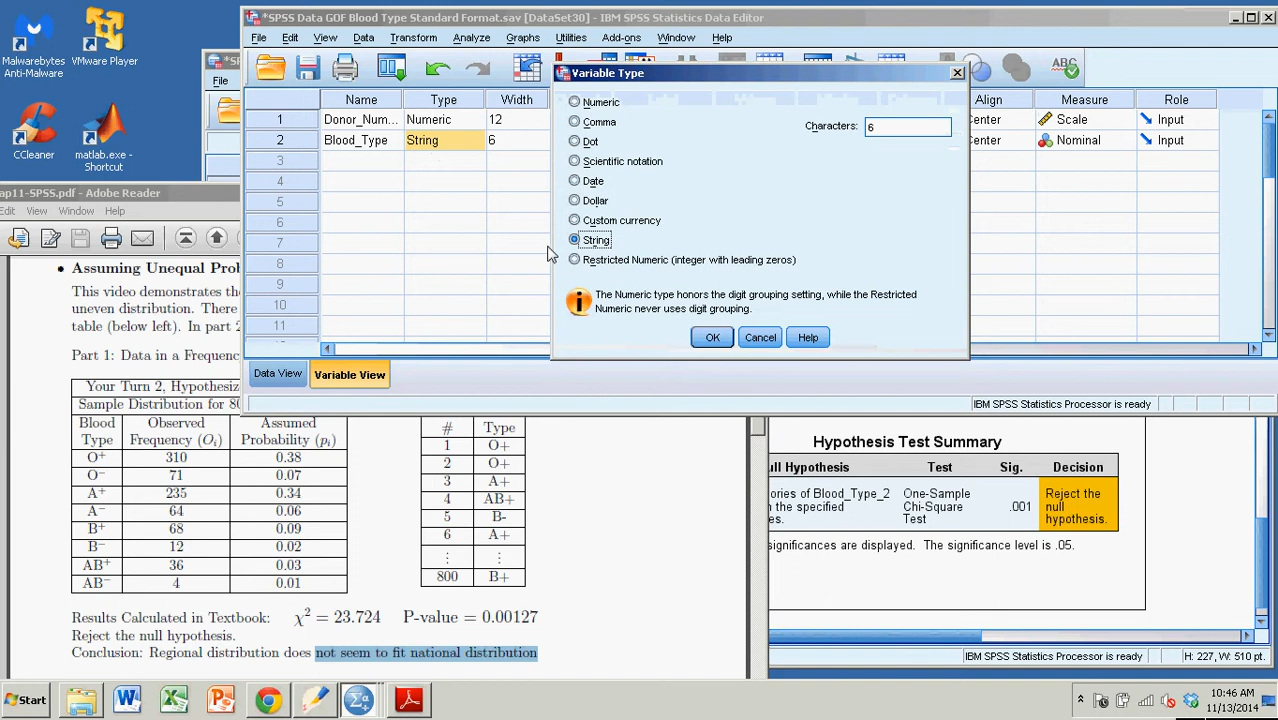 *SPSS Data GOF Blood Type Standard Format.sav [DataSet30] - IBM SPSS Statistics Data Editor
File Edit View Data Transform Analyze Graphs Utilities Add-ons Window Help
Malwarebytes Anti-Malware
VMware Player
CCleaner
matlab.exe - Shortcut
*S
File
Name Type Width Align Measure Role
1 Donor_Num... Numeric 12 Center Scale Input
2 Blood_Type String 6 Center Nominal Input
3
4
5
6
7
8
9
10
11
Variable Type
Numeric
Comma
Dot
Scientific notation
Date
Dollar
Custom currency
String
Restricted Numeric (integer with leading zeros)
Characters: 6
The Numeric type honors the digit grouping setting, while the Restricted
Numeric never uses digit grouping.
OK Cancel Help
Data View Variable View
IBM SPSS Statistics Processor is ready
ap11-SPSS.pdf - Adobe Reader
Edit View Window Help
• Assuming Unequal Prob
This video demonstrates the
uneven distribution. There
table (below left). In part 2
Part 1: Data in a Frequenc
Your Turn 2, Hypothesiz
Sample Distribution for 80
Blood Type Observed Frequency (Oi) Assumed Probability (pi)
O+ 310 0.38
O− 71 0.07
A+ 235 0.34
A− 64 0.06
B+ 68 0.09
B− 12 0.02
AB+ 36 0.03
AB− 4 0.01
# Type
1 O+
2 O+
3 A+
4 AB+
5 B-
6 A+
⋮ ⋮
800 B+
Results Calculated in Textbook: χ² = 23.724 P-value = 0.00127
Reject the null hypothesis.
Conclusion: Regional distribution does not seem to fit national distribution
Hypothesis Test Summary
ull Hypothesis Test Sig. Decision
ories of Blood_Type_2 One-Sample Reject the
n the specified Chi-Square .001 null
es. Test hypothesis.
significances are displayed. The significance level is .05.
IBM SPSS Statistics Processor is ready H: 227, W: 510 pt.
Start
10:46 AM
11/13/2014
ABC